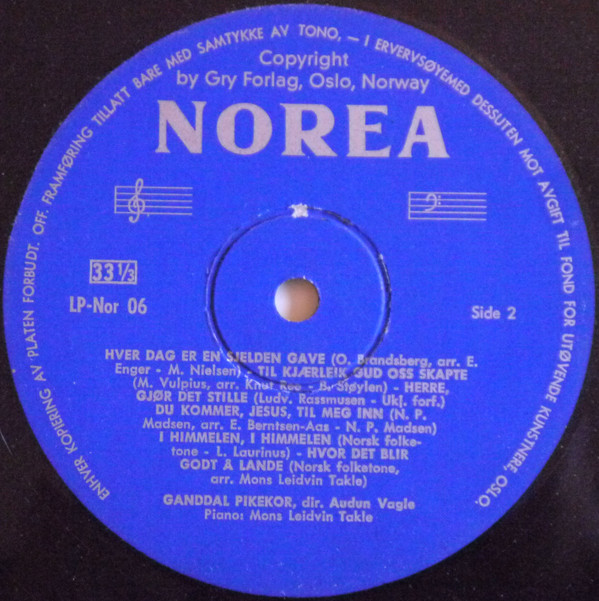 ENHVER KOPIERING AV PLATEN FORBUDT. OFF. FRAMFØRING TILLATT BARE MED SAMTYKKE AV TONO, — I ERVERVSØYEMED DESSUTEN MOT AVGIFT TIL FOND FOR UTØVENDE KUNSTNERE, OSLO.
Copyright
by Gry Forlag, Oslo, Norway
NOREA
33 1/3
LP-Nor 06
Side 2
HVER DAG ER EN SJELDEN GAVE (O. Brandsberg, arr. E.
Enger - M. Nielsen) - TIL KJÆRLEIK GUD OSS SKAPTE
(M. Vulpius, arr. Knut Ree - B. Støylen) - HERRE,
GJØR DET STILLE (Ludv. Rassmusen - Ukj. forf.)
DU KOMMER, JESUS, TIL MEG INN (N. P.
Madsen, arr. E. Berntsen-Aas - N. P. Madsen)
I HIMMELEN, I HIMMELEN (Norsk folke-
tone - L. Laurinus) - HVOR DET BLIR
GODT Å LANDE (Norsk folketone,
arr. Mons Leidvin Takle)
GANDDAL PIKEKOR, dir. Audun Vagle
Piano: Mons Leidvin Takle